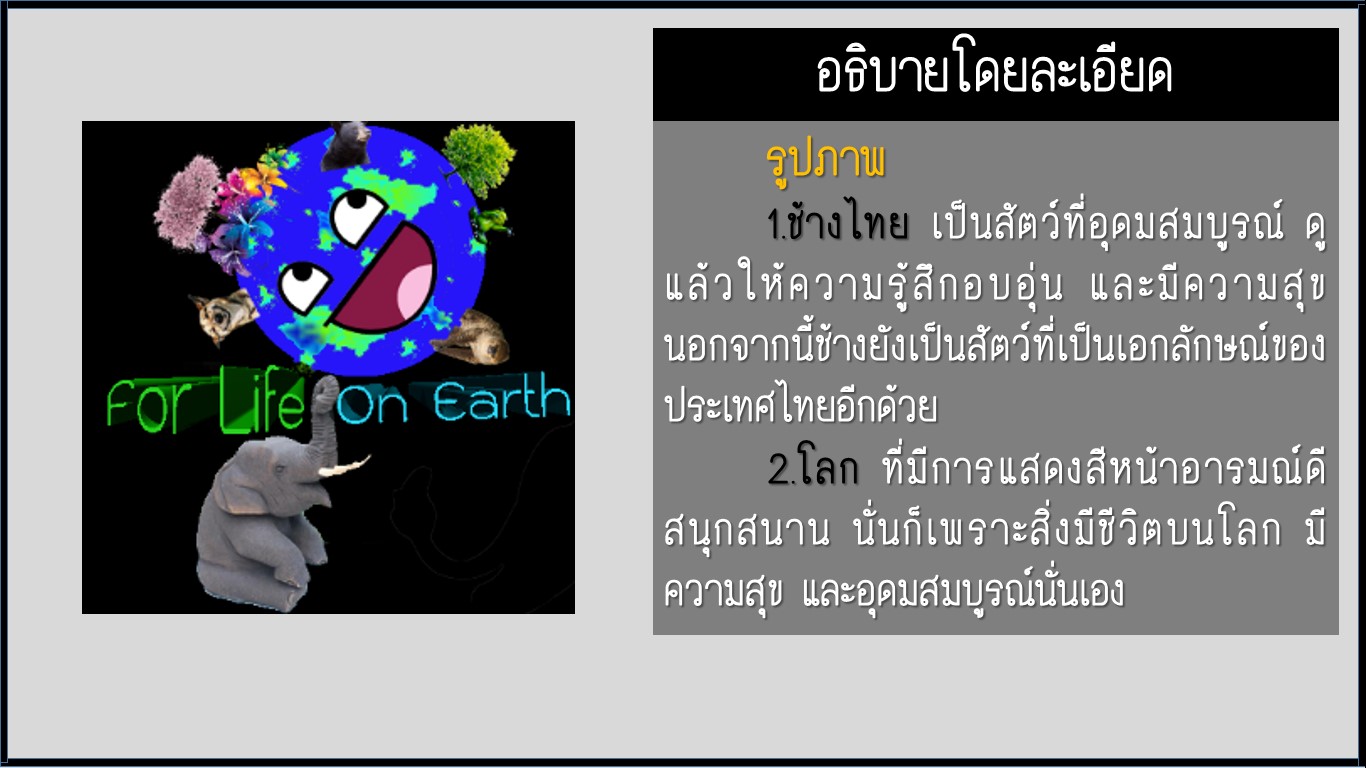 For Life On Earth
อธิบายโดยละเอียด
รูปภาพ
1.ช้างไทย เป็นสัตว์ที่อุดมสมบูรณ์ ดู
แล้วให้ความรู้สึกอบอุ่น และมีความสุข
นอกจากนี้ช้างยังเป็นสัตว์ที่เป็นเอกลักษณ์ของ
ประเทศไทยอีกด้วย
2.โลก ที่มีการแสดงสีหน้าอารมณ์ดี
สนุกสนาน นั่นก็เพราะสิ่งมีชีวิตบนโลก มี
ความสุข และอุดมสมบูรณ์นั่นเอง